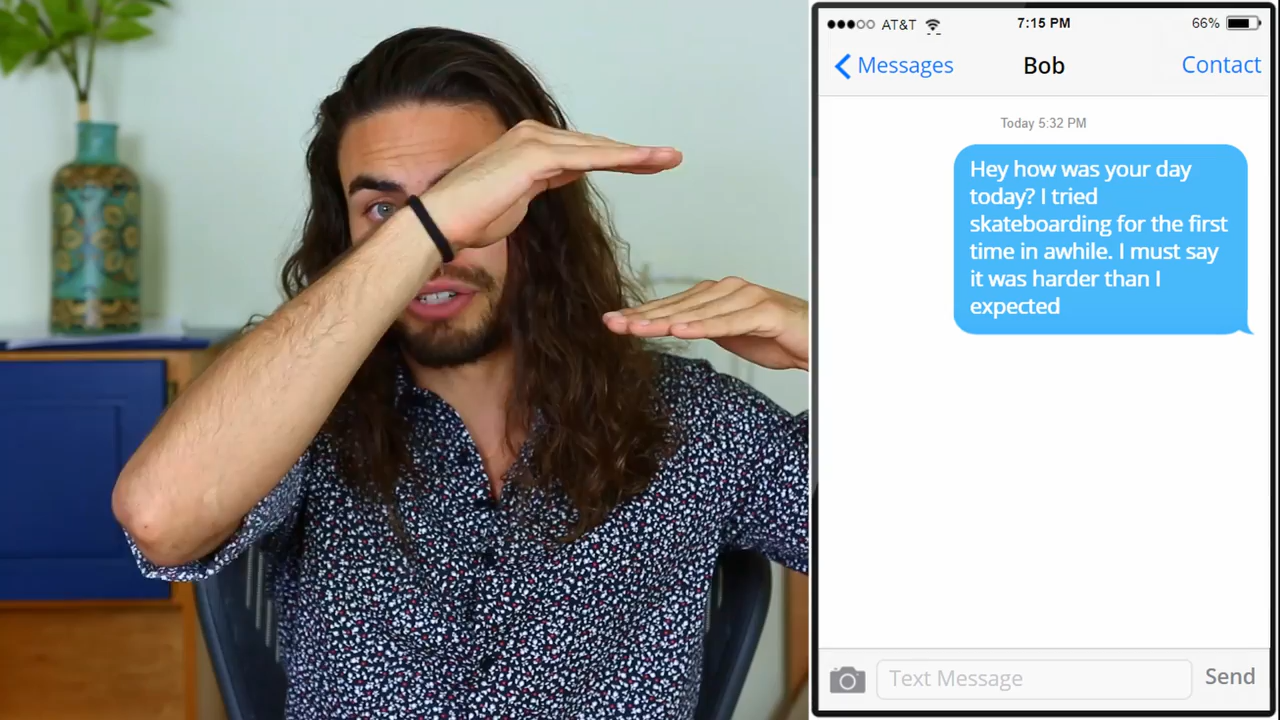 AT&T 7:15 PM 66%
Messages Bob Contact
Today 5:32 PM
Hey how was your day
today? I tried
skateboarding for the first
time in awhile. I must say
it was harder than I
expected
Text Message Send